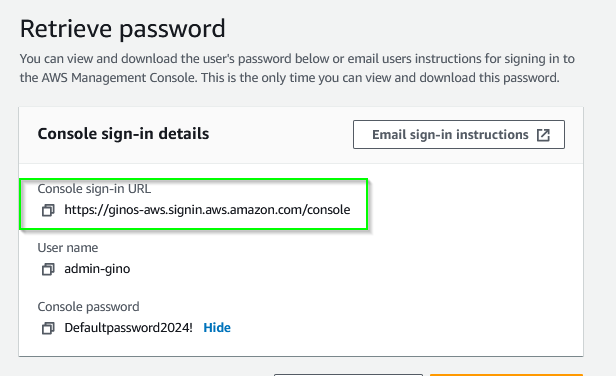 Retrieve password
You can view and download the user's password below or email users instructions for signing in to
the AWS Management Console. This is the only time you can view and download this password.
Console sign-in details
Email sign-in instructions
Console sign-in URL
https://ginos-aws.signin.aws.amazon.com/console
User name
admin-gino
Console password
Defaultpassword2024! Hide